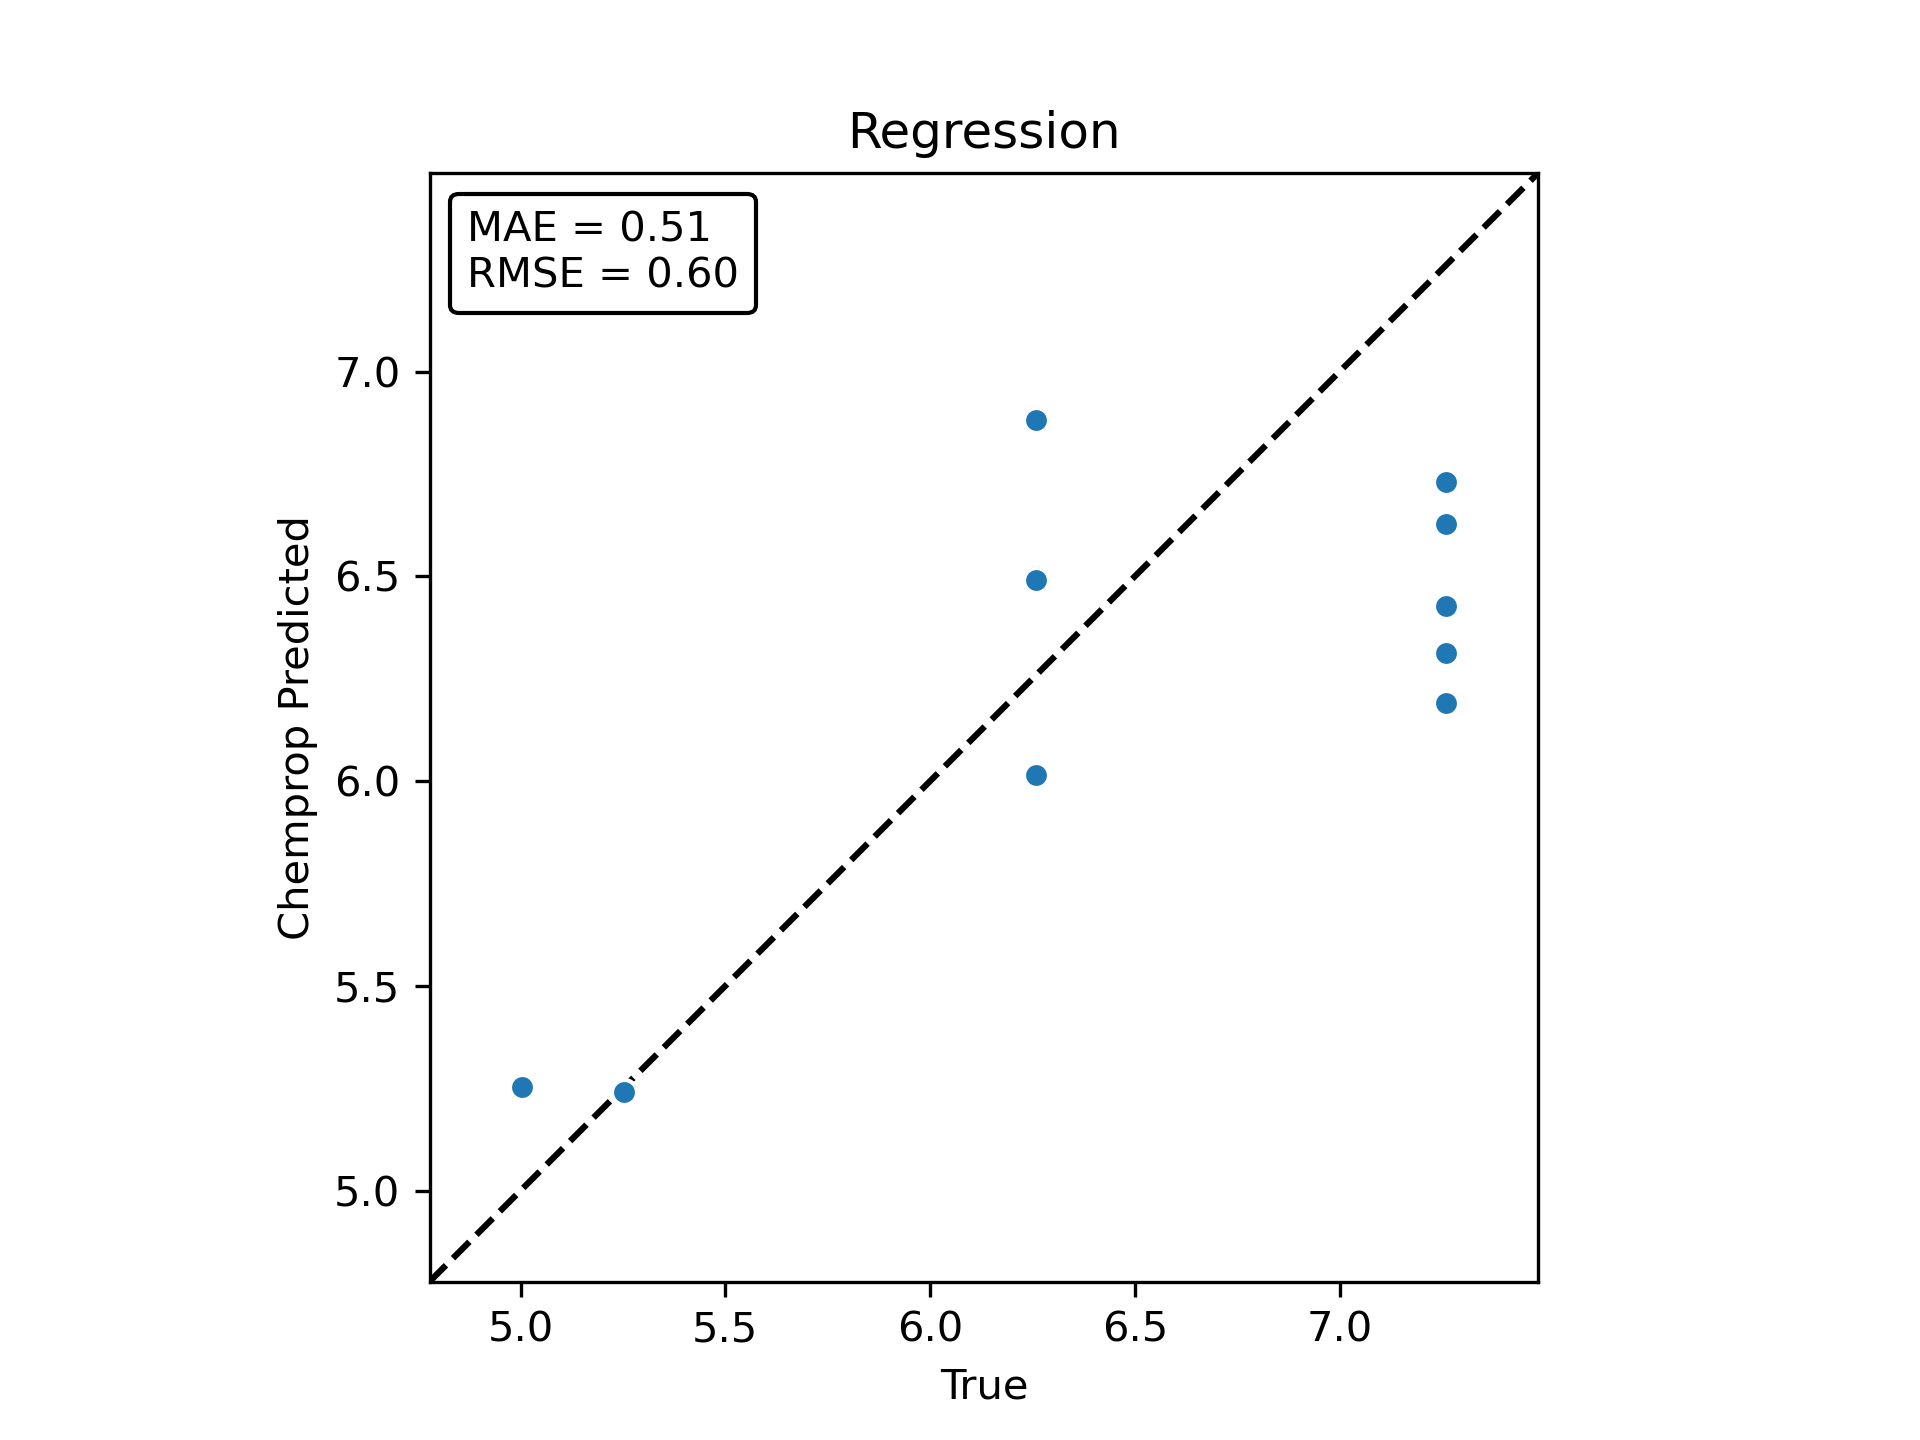 Regression
MAE = 0.51
RMSE = 0.60
Chemprop Predicted
7.0
6.5
6.0
5.5
5.0
5.0 5.5 6.0 6.5 7.0
True